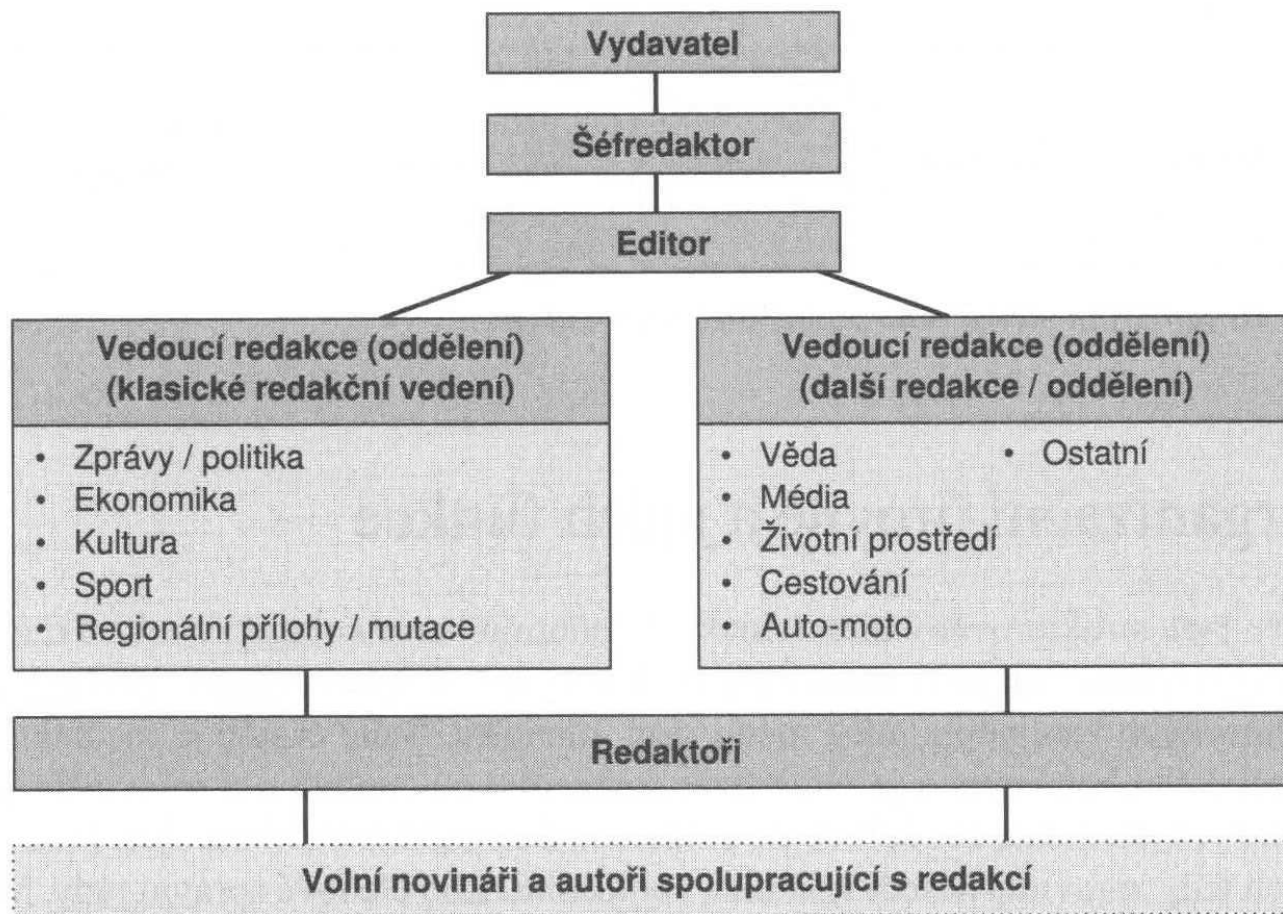 Vydavatel
Šéfredaktor
Editor
Vedoucí redakce (oddělení)
(klasické redakční vedení)
• Zprávy / politika
• Ekonomika
• Kultura
• Sport
• Regionální přílohy / mutace
Vedoucí redakce (oddělení)
(další redakce / oddělení)
• Věda
• Média
• Životní prostředí
• Cestování
• Auto-moto
• Ostatní
Redaktoři
Volní novináři a autoři spolupracující s redakcí